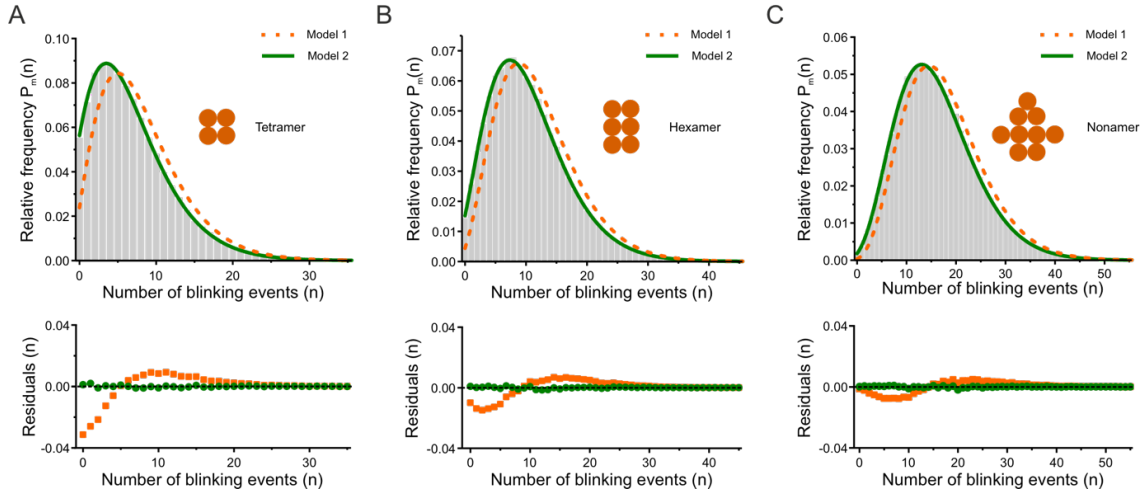 A
Model 1
Model 2
Tetramer
Relative frequency Pm(n)
0.10
0.08
0.06
0.04
0.02
0.00
0 10 20 30
Number of blinking events (n)
Residuals (n)
0.04
0.00
-0.04
0 10 20 30
Number of blinking events (n)
B
Model 1
Model 2
Hexamer
Relative frequency Pm(n)
0.07
0.06
0.05
0.04
0.03
0.02
0.01
0.00
0 10 20 30 40
Number of blinking events (n)
Residuals (n)
0.04
0.00
-0.04
0 10 20 30 40
Number of blinking events (n)
C
Model 1
Model 2
Nonamer
Relative frequency Pm(n)
0.06
0.05
0.04
0.03
0.02
0.01
0.00
0 10 20 30 40 50
Number of blinking events (n)
Residuals (n)
0.04
0.00
-0.04
0 10 20 30 40 50
Number of blinking events (n)